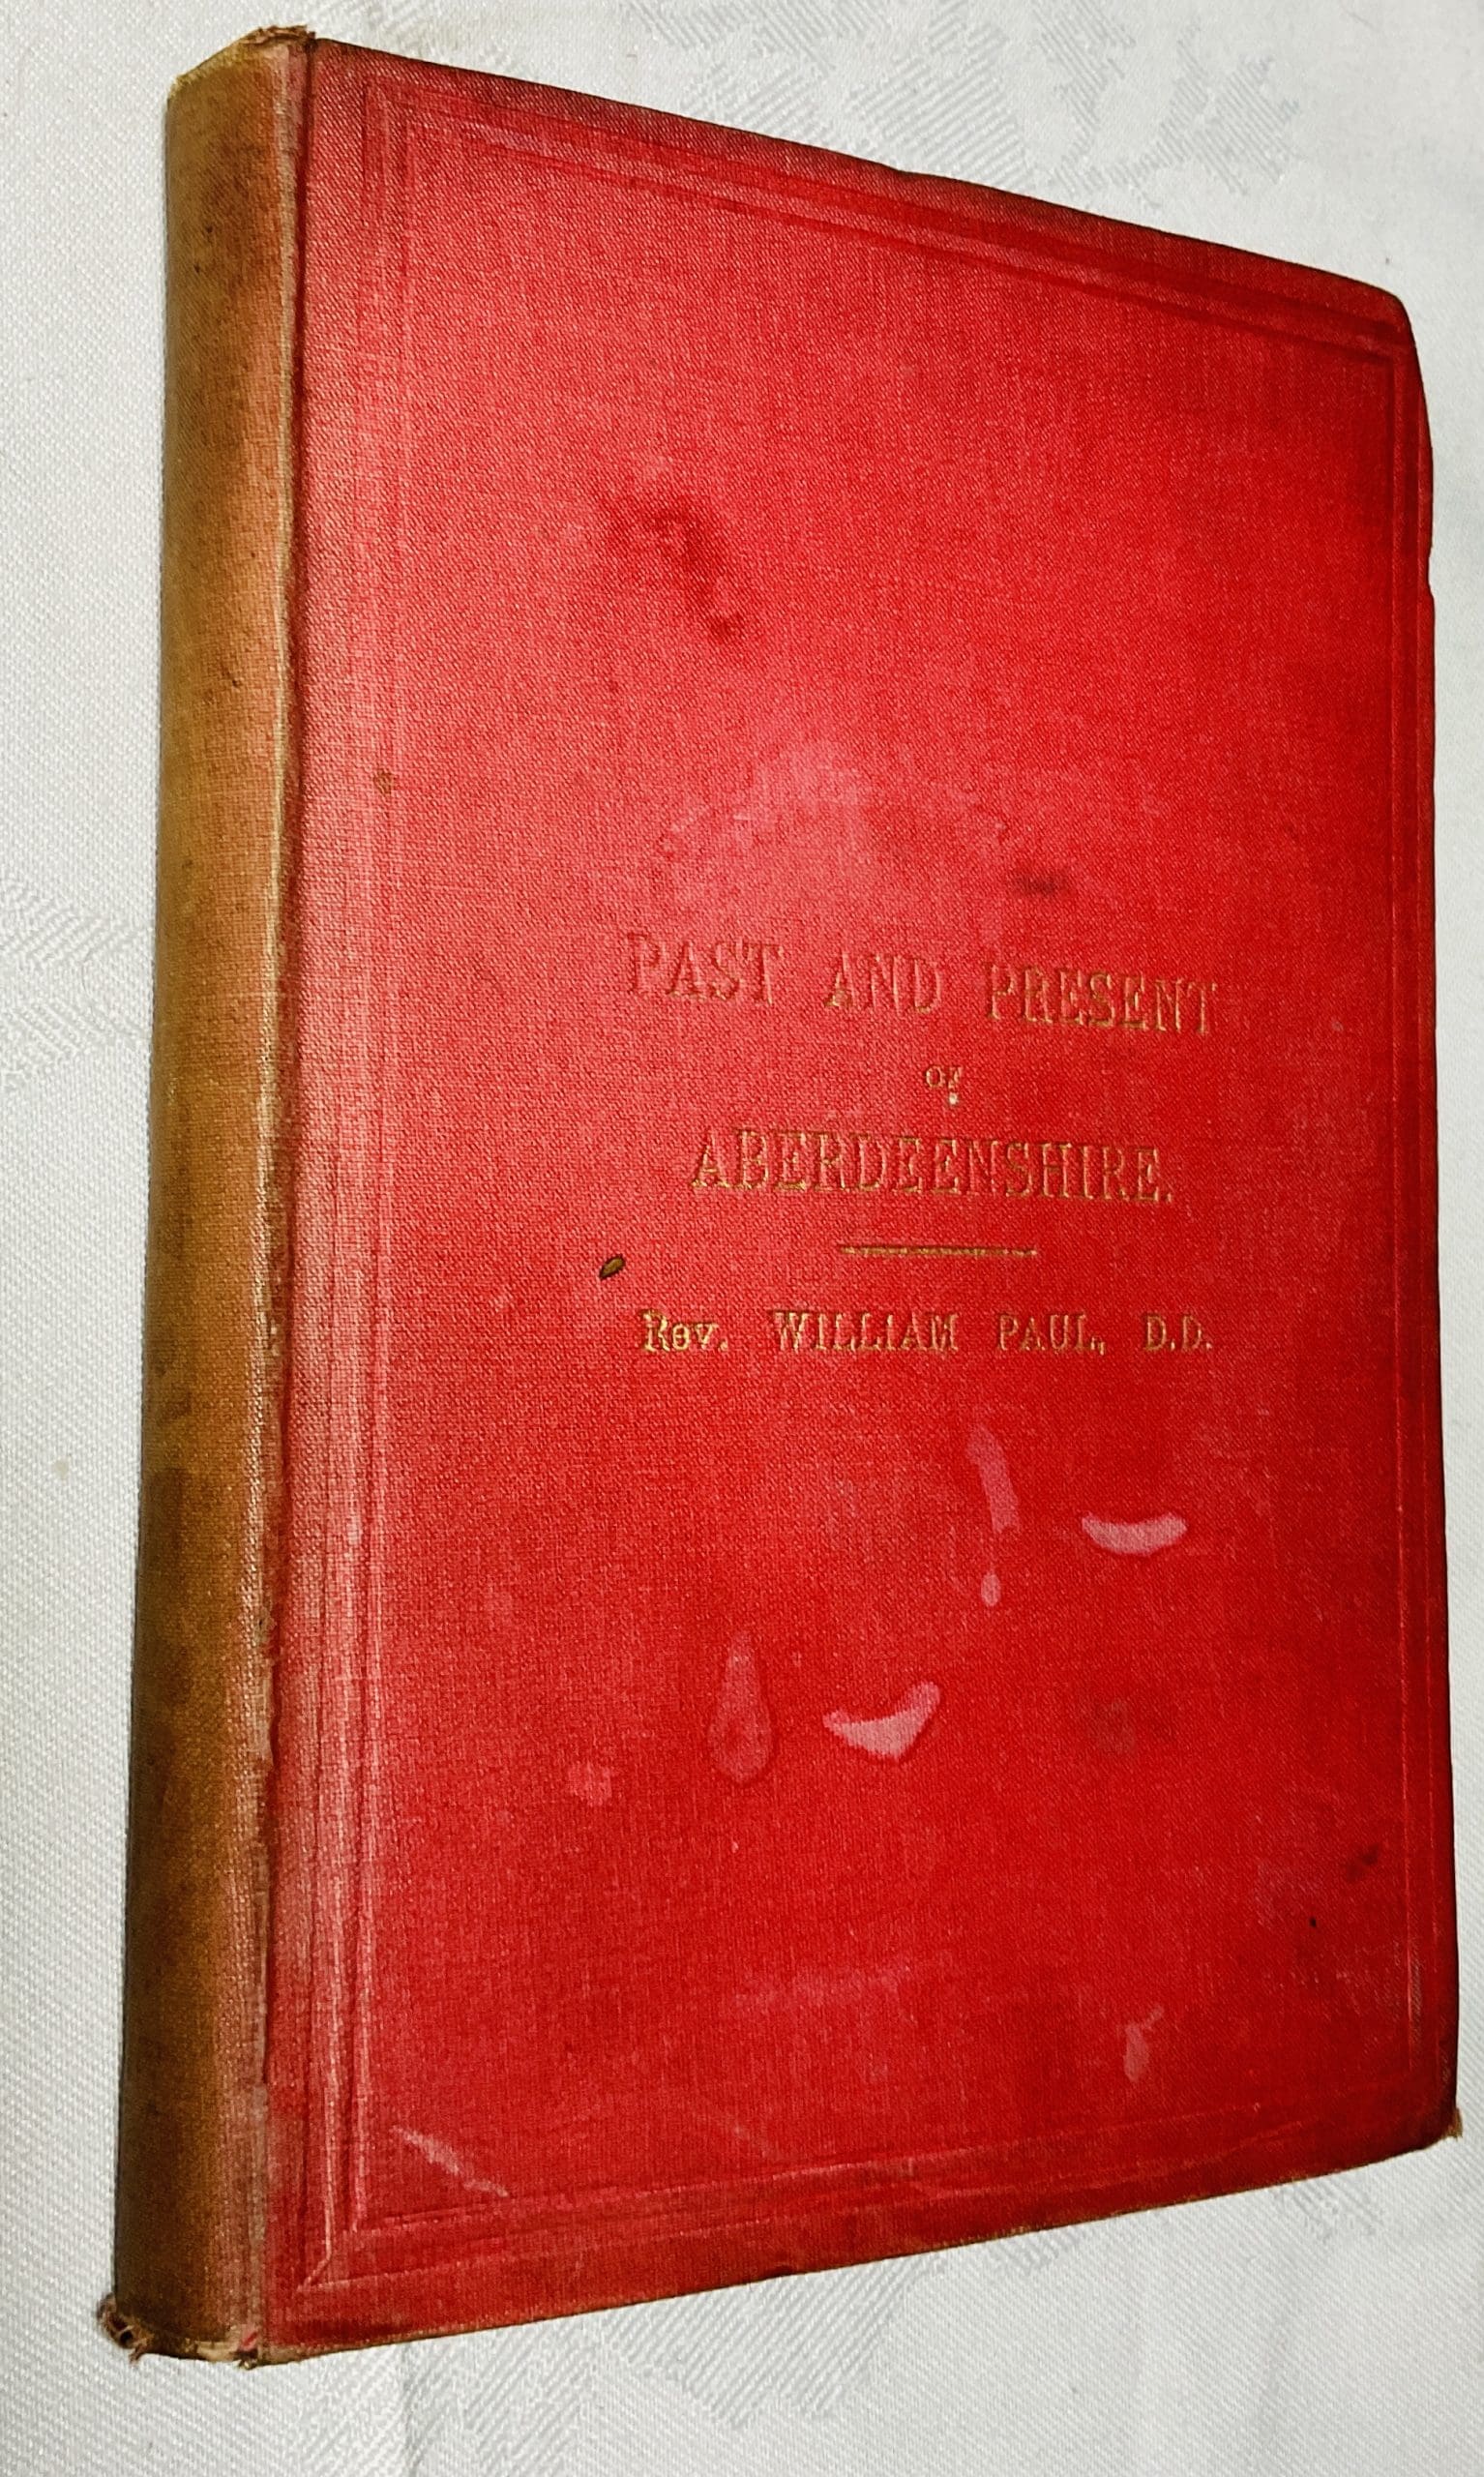 PAST AND PRESENT
OF
ABERDEENSHIRE.
Rev. WILLIAM PAUL, D.D.